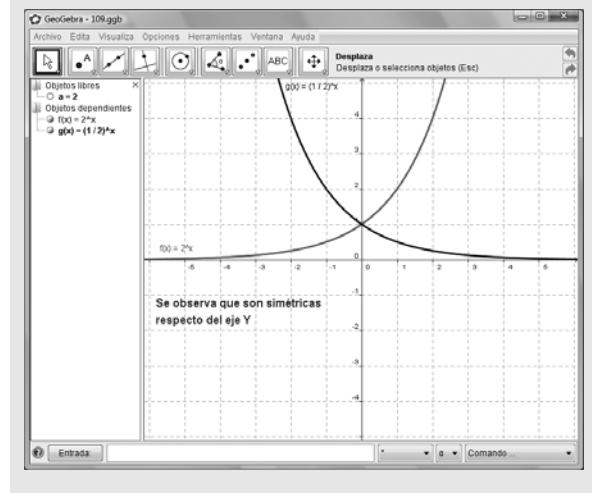 GeoGebra - 109.ggb
Archivo Edita Visualiza Opciones Herramientas Ventana Ayuda
A
ABC
Desplaza
Desplaza o selecciona objetos (Esc)
Objetos libres
a = 2
Objetos dependientes
f(x) = 2^x
g(x) = (1 / 2)^x
g(x) = (1 / 2)^x
4
3
2
1
f(x) = 2^x
0
-6 -4 -3 -2 -1 0 1 2 3 4 5
-1
Se observa que son simétricas
respecto del eje Y
-2
-3
-4
Entrada:
α
Comando ...